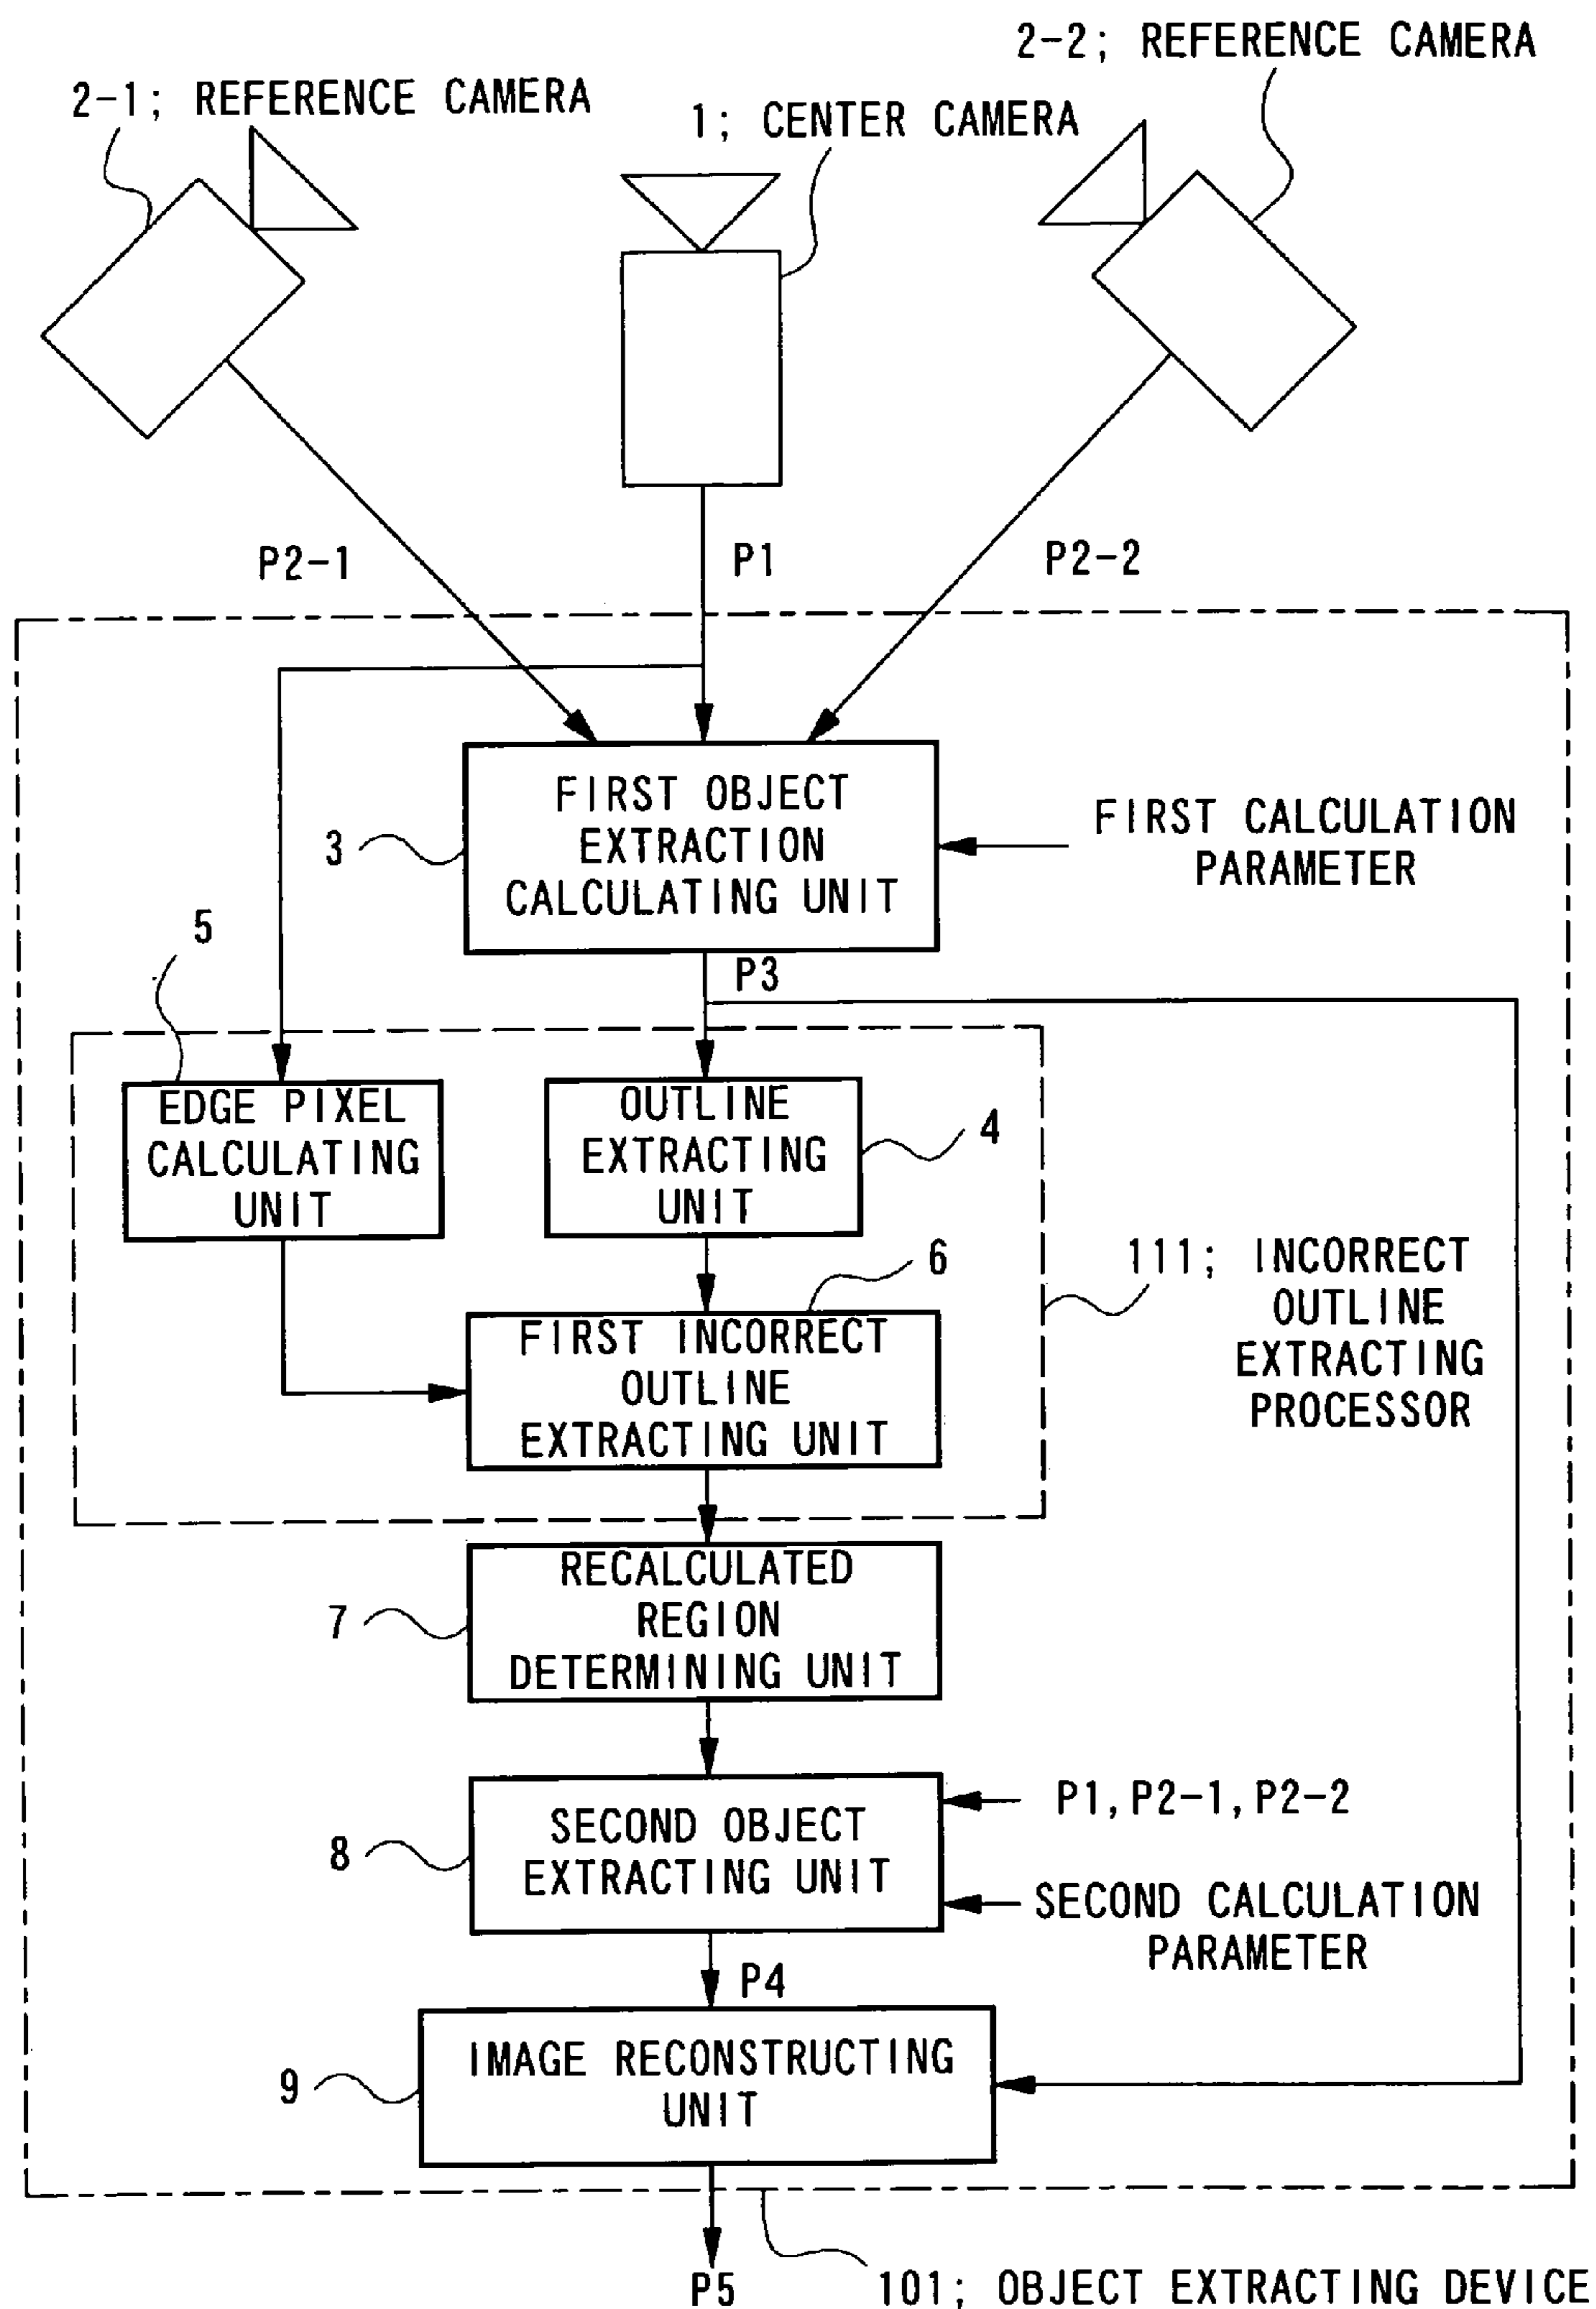 2-2; REFERENCE CAMERA
2-1; REFERENCE CAMERA
1; CENTER CAMERA
P2-1
P1
P2-2
FIRST OBJECT
EXTRACTION
CALCULATING UNIT
3
FIRST CALCULATION
PARAMETER
5
P3
EDGE PIXEL
CALCULATING
UNIT
OUTLINE
EXTRACTING
UNIT
4
6
111; INCORRECT
OUTLINE
EXTRACTING
PROCESSOR
FIRST INCORRECT
OUTLINE
EXTRACTING UNIT
RECALCULATED
REGION
DETERMINING UNIT
7
SECOND OBJECT
EXTRACTING UNIT
8
P1, P2-1, P2-2
SECOND CALCULATION
PARAMETER
P4
IMAGE RECONSTRUCTING
UNIT
9
P5
101; OBJECT EXTRACTING DEVICE